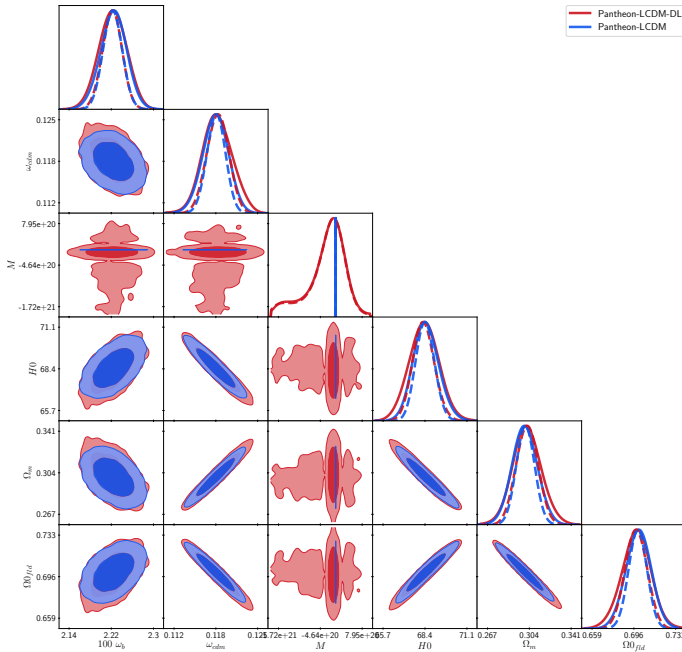 Pantheon-LCDM-DL
Pantheon-LCDM
0.125
0.118
0.112
ω_cdm
7.95e+20
-4.64e+20
-1.72e+21
M
71.1
68.4
65.7
H0
0.341
0.304
0.267
Ω_m
0.733
0.696
0.659
Ω0_fld
2.14 2.22 2.3
100 ω_b
0.112 0.118 0.125
ω_cdm
-1.72e+21 -4.64e+20 7.95e+20
M
65.7 68.4 71.1
H0
0.267 0.304 0.341
Ω_m
0.659 0.696 0.733
Ω0_fld